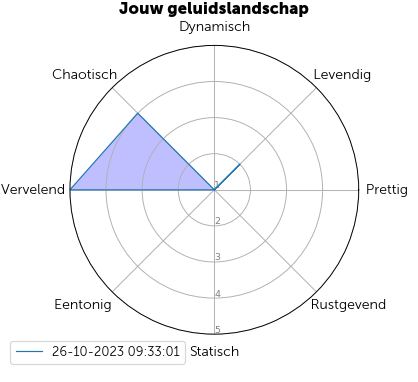 Jouw geluidslandschap
Dynamisch
Chaotisch
Levendig
Vervelend
1
Prettig
2
3
Eentonig
4
Rustgevend
5
26-10-2023 09:33:01
Statisch